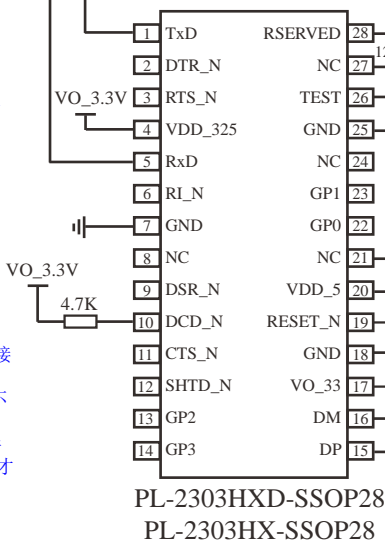 1 TxD RSERVED 28
2 DTR_N NC 27
12
VO_3.3V 3 RTS_N TEST 26
4 VDD_325 GND 25
5 RxD NC 24
6 RI_N GP1 23
7 GND GP0 22
8 NC NC 21
VO_3.3V
9 DSR_N VDD_5 20
4.7K
10 DCD_N RESET_N 19
11 CTS_N GND 18
接
12 SHTD_N VO_33 17
13 GP2 DM 16
14 GP3 DP 15
才
PL-2303HXD-SSOP28
PL-2303HX-SSOP28